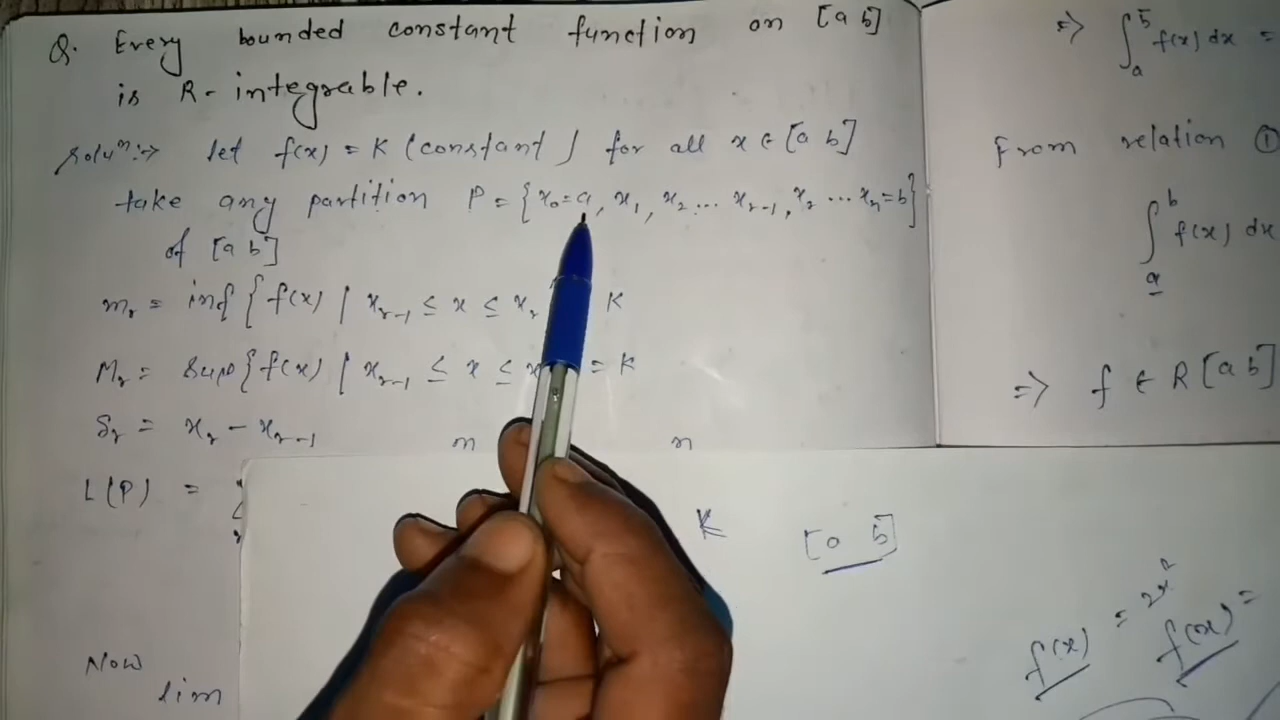 Q. Every bounded constant function on [a b]
is R-integrable.
Soluⁿ:→ let f(x) = K (constant) for all x ∈ [a b]
take any partition P = {x₀=a, x₁, x₂... xᵣ₋₁, xᵣ ... xₙ=b}
of [a b]
mᵣ = inf { f(x) | xᵣ₋₁ ≤ x ≤ xᵣ K
Mᵣ = Sup { f(x) | xᵣ₋₁ ≤ x ≤ x = K
δᵣ = xᵣ − xᵣ₋₁
n n
L(P) =
Now
lim
⇒ ∫ₐᵇ f(x) dx =
From relation ①
∫ₐᵇ f(x) dx
⇒ f ∈ R [a b]
K [a b]
f(x) = 2x²
f(x) =